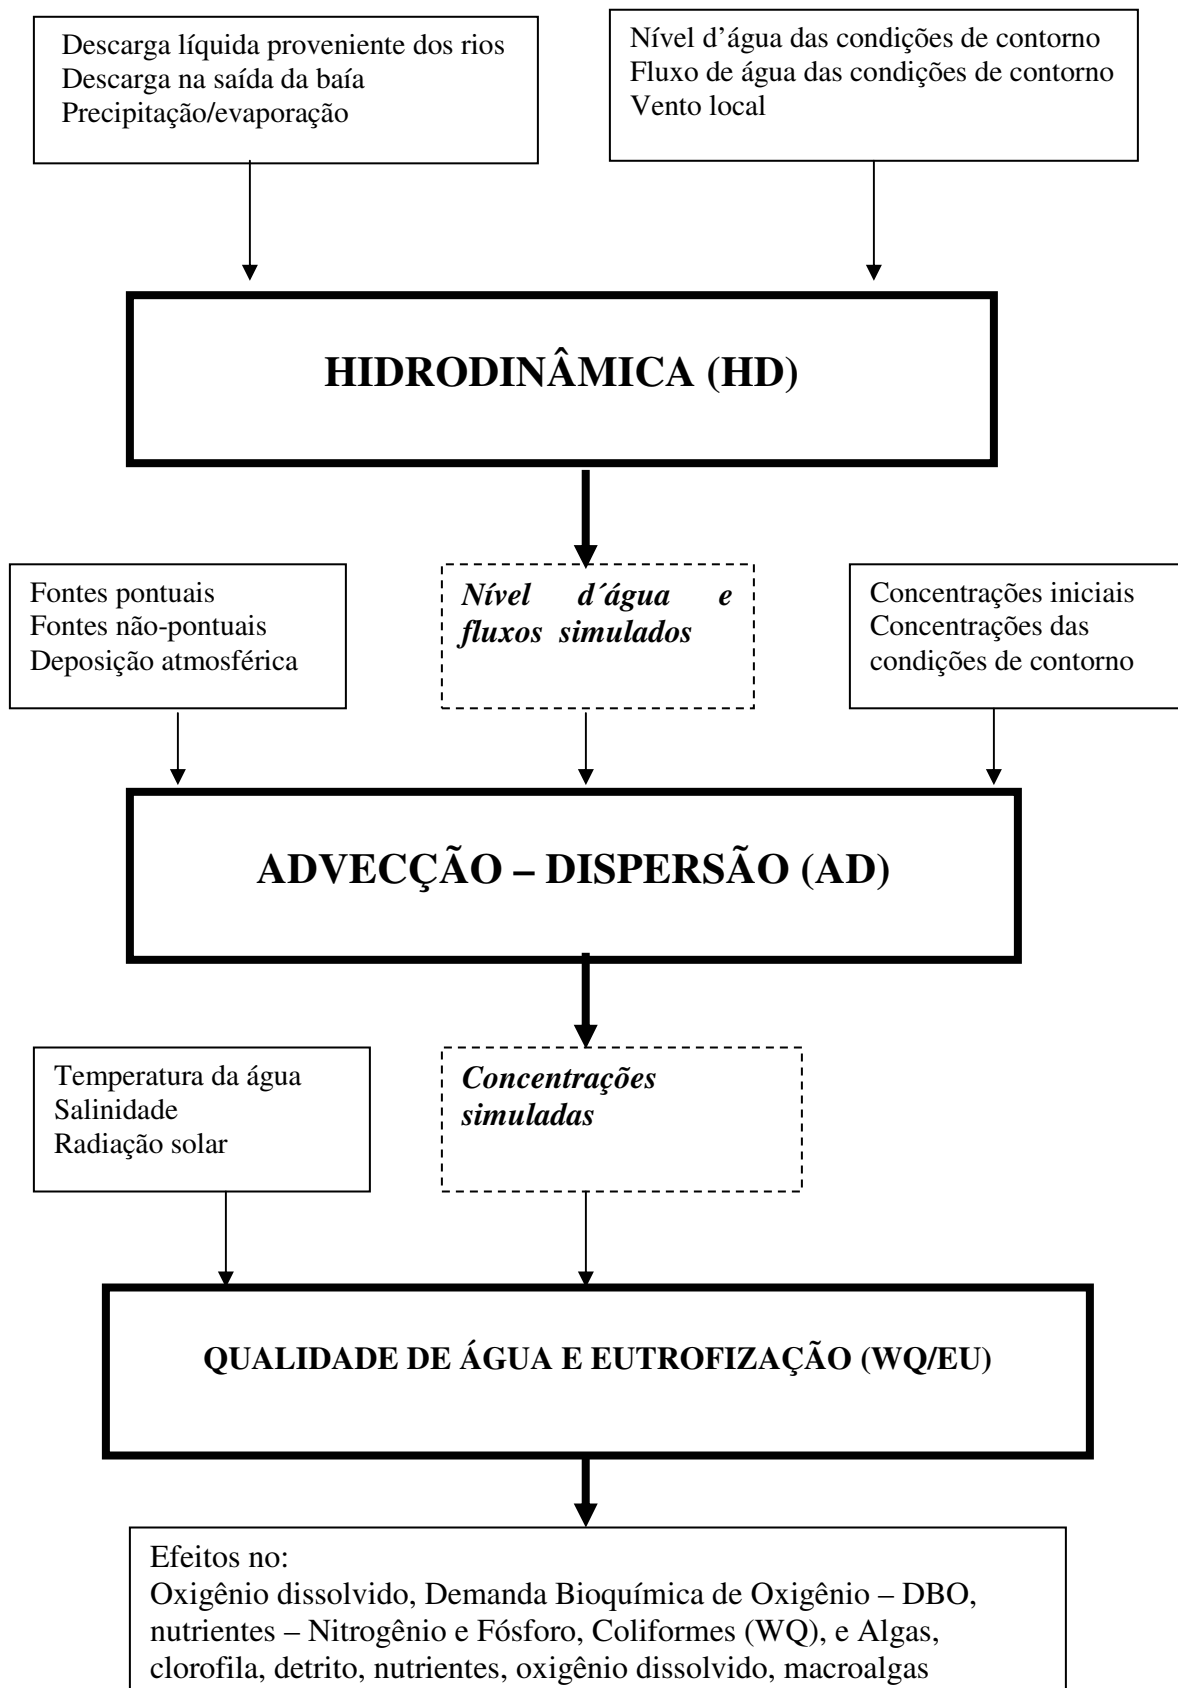 Descarga líquida proveniente dos rios
Descarga na saída da baía
Precipitação/evaporação
Nível d’água das condições de contorno
Fluxo de água das condições de contorno
Vento local
HIDRODINÂMICA (HD)
Fontes pontuais
Fontes não-pontuais
Deposição atmosférica
Nível d´água e
fluxos simulados
Concentrações iniciais
Concentrações das
condições de contorno
ADVECÇÃO – DISPERSÃO (AD)
Temperatura da água
Salinidade
Radiação solar
Concentrações
simuladas
QUALIDADE DE ÁGUA E EUTROFIZAÇÃO (WQ/EU)
Efeitos no:
Oxigênio dissolvido, Demanda Bioquímica de Oxigênio – DBO,
nutrientes – Nitrogênio e Fósforo, Coliformes (WQ), e Algas,
clorofila, detrito, nutrientes, oxigênio dissolvido, macroalgas